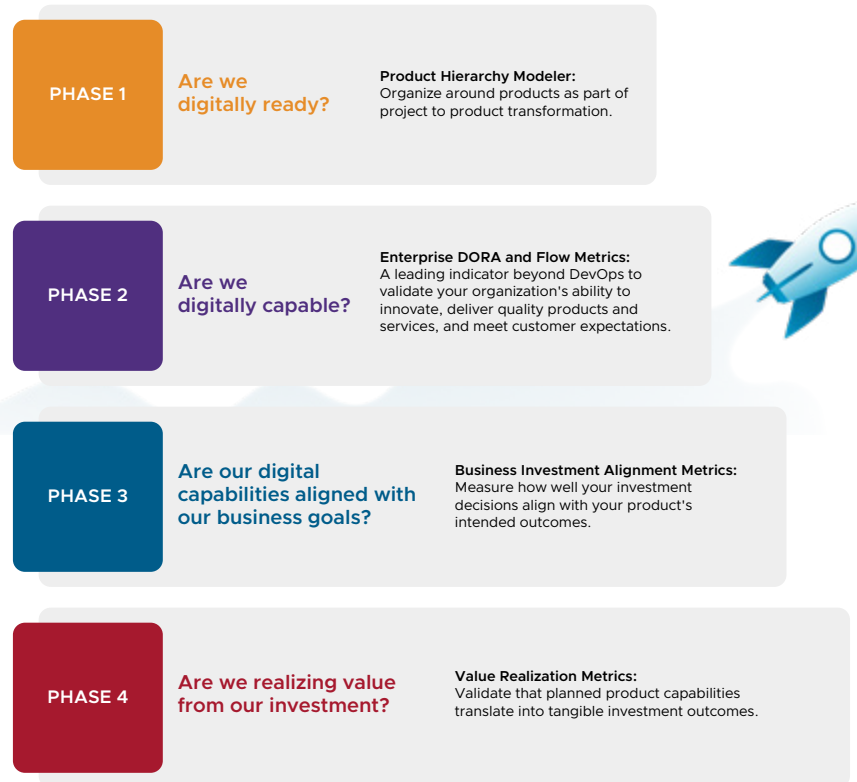 PHASE 1
Are we
digitally ready?
Product Hierarchy Modeler:
Organize around products as part of
project to product transformation.
PHASE 2
Are we
digitally capable?
Enterprise DORA and Flow Metrics:
A leading indicator beyond DevOps to
validate your organization's ability to
innovate, deliver quality products and
services, and meet customer expectations.
PHASE 3
Are our digital
capabilities aligned with
our business goals?
Business Investment Alignment Metrics:
Measure how well your investment
decisions align with your product's
intended outcomes.
PHASE 4
Are we realizing value
from our investment?
Value Realization Metrics:
Validate that planned product capabilities
translate into tangible investment outcomes.